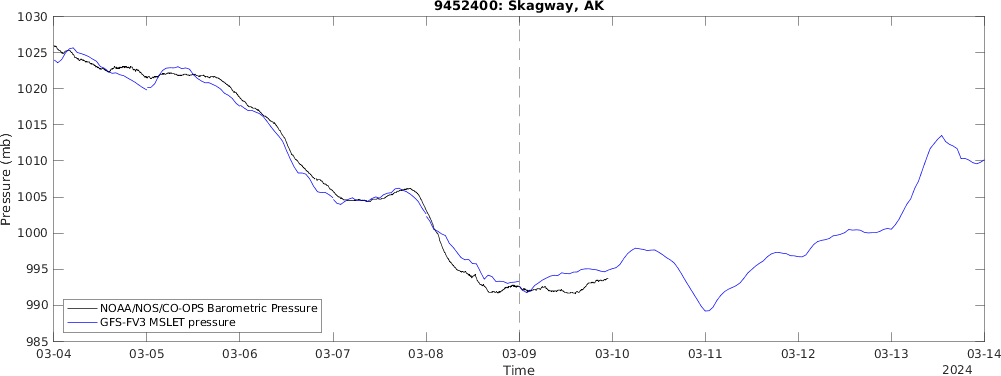 9452400: Skagway, AK
1030
1025
1020
1015
1010
1005
1000
995
990
985
Pressure (mb)
NOAA/NOS/CO-OPS Barometric Pressure
GFS-FV3 MSLET pressure
03-04 03-05 03-06 03-07 03-08 03-09 03-10 03-11 03-12 03-13 03-14
Time
2024